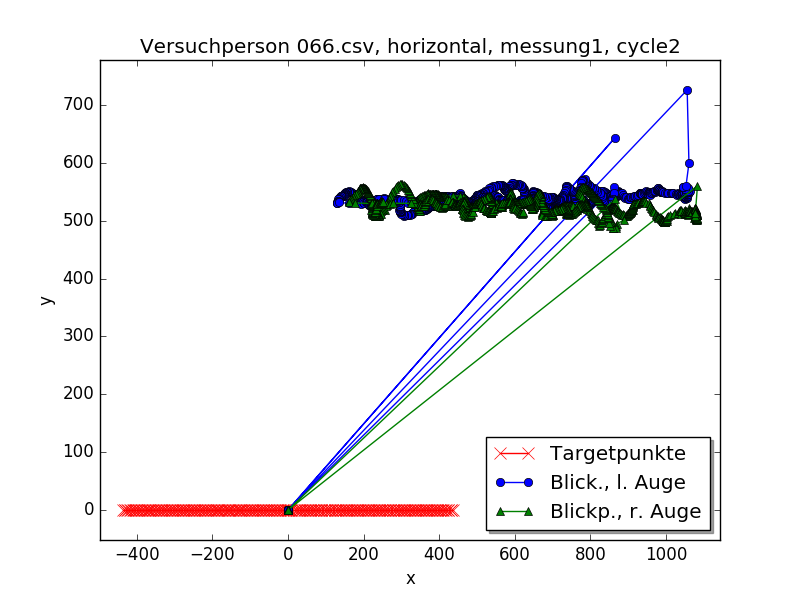 Versuchperson 066.csv, horizontal, messung1, cycle2
y
700
600
500
400
300
200
100
0
−400
−200
0
200
400
600
800
1000
x
Targetpunkte
Blick., l. Auge
Blickp., r. Auge